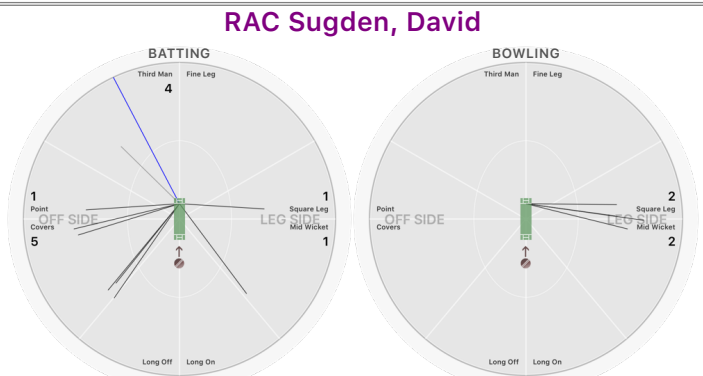 RAC Sugden, David
BATTING
Third Man
Fine Leg
4
1
Point
OFF SIDE
Covers
5
1
Square Leg
LEG SIDE
Mid Wicket
1
Long Off
Long On
BOWLING
Third Man
Fine Leg
Point
OFF SIDE
Covers
2
Square Leg
LEG SIDE
Mid Wicket
2
Long Off
Long On